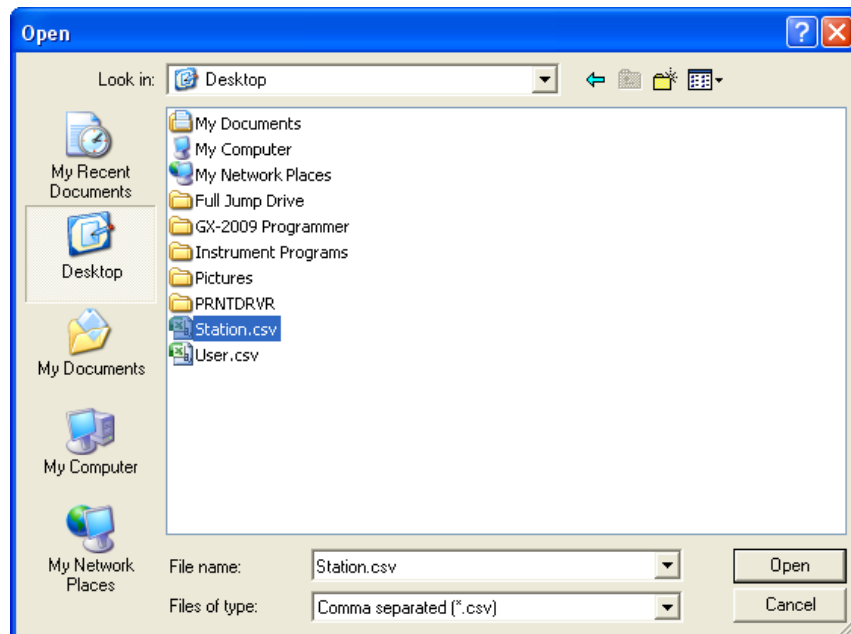 Open
Look in: Desktop
My Recent
Documents
Desktop
My Documents
My Computer
My Network
Places
My Documents
My Computer
My Network Places
Full Jump Drive
GX-2009 Programmer
Instrument Programs
Pictures
PRNTDRVR
Station.csv
User.csv
File name: Station.csv Open
Files of type: Comma separated (*.csv) Cancel